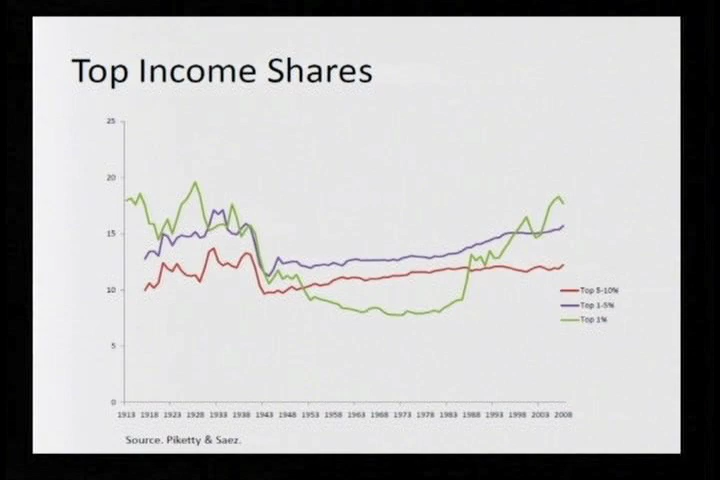 Top Income Shares
25
20
15
10
5
0
1913 1918 1923 1928 1933 1938 1943 1948 1953 1958 1963 1968 1973 1978 1983 1988 1993 1998 2003 2008
Top 5-10%
Top 1-5%
Top 1%
Source. Piketty & Saez.